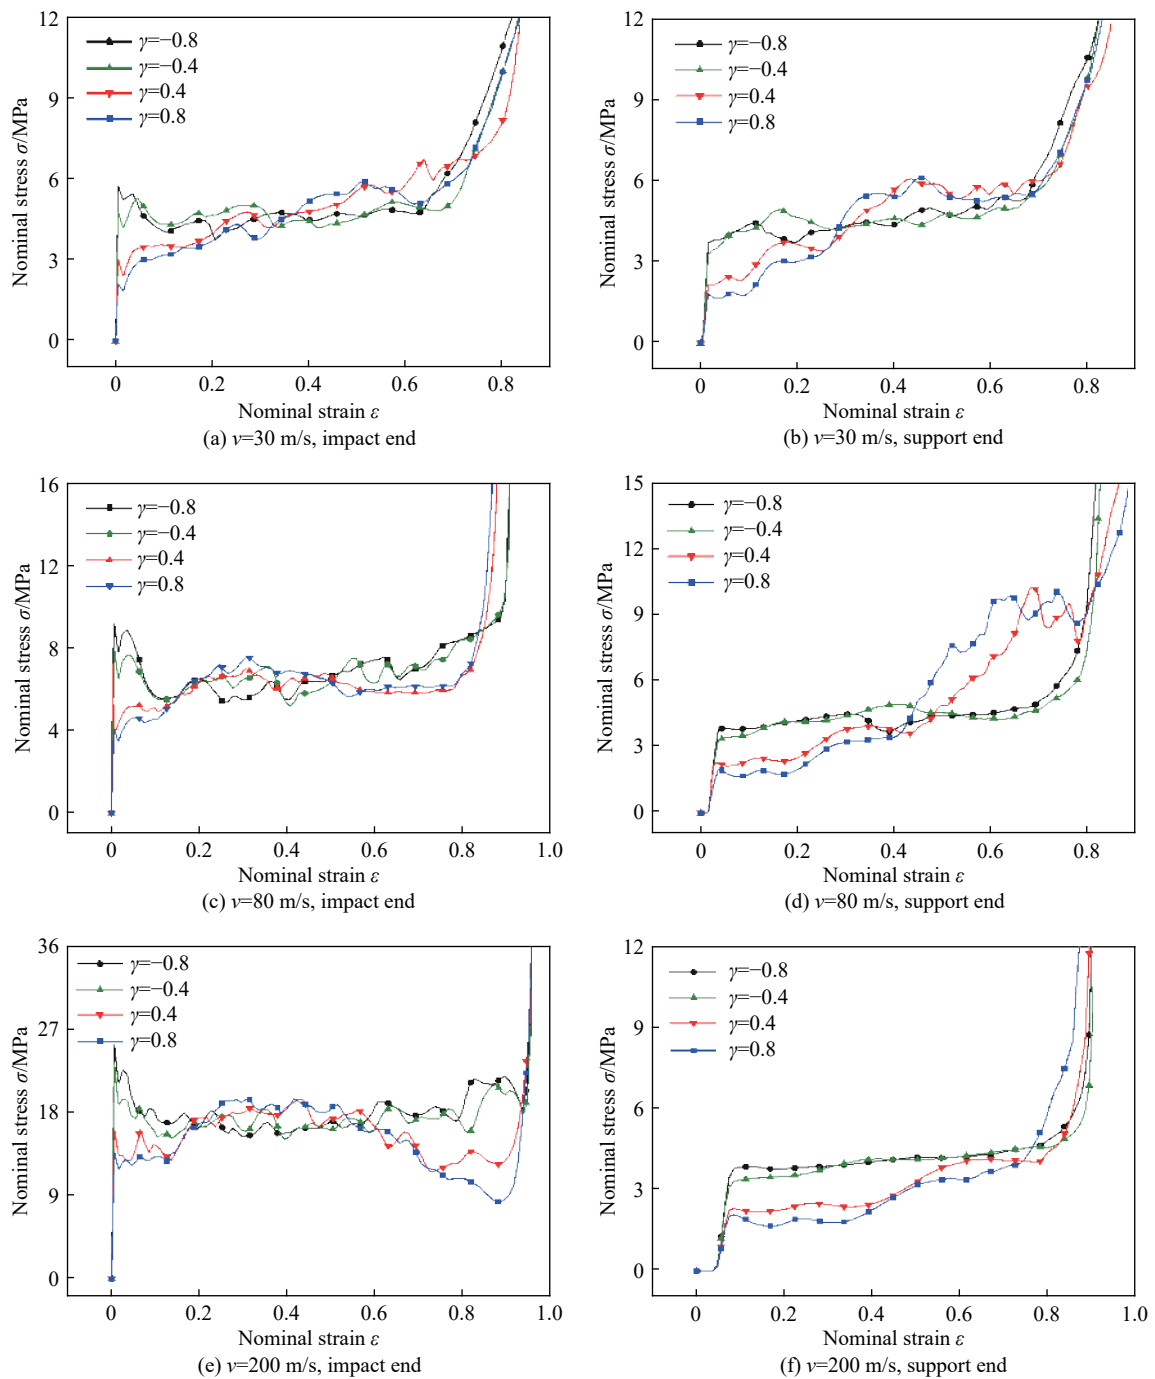 12
9
6
3
0
Nominal stress σ/MPa
γ=−0.8
γ=−0.4
γ=0.4
γ=0.8
0 0.2 0.4 0.6 0.8
Nominal strain ε
(a) v=30 m/s, impact end
12
9
6
3
0
Nominal stress σ/MPa
γ=−0.8
γ=−0.4
γ=0.4
γ=0.8
0 0.2 0.4 0.6 0.8
Nominal strain ε
(b) v=30 m/s, support end
16
12
8
4
0
Nominal stress σ/MPa
γ=−0.8
γ=−0.4
γ=0.4
γ=0.8
0 0.2 0.4 0.6 0.8 1.0
Nominal strain ε
(c) v=80 m/s, impact end
15
12
9
6
3
0
Nominal stress σ/MPa
γ=−0.8
γ=−0.4
γ=0.4
γ=0.8
0 0.2 0.4 0.6 0.8
Nominal strain ε
(d) v=80 m/s, support end
36
27
18
9
0
Nominal stress σ/MPa
γ=−0.8
γ=−0.4
γ=0.4
γ=0.8
0 0.2 0.4 0.6 0.8 1.0
Nominal strain ε
(e) v=200 m/s, impact end
12
9
6
3
0
Nominal stress σ/MPa
γ=−0.8
γ=−0.4
γ=0.4
γ=0.8
0 0.2 0.4 0.6 0.8 1.0
Nominal strain ε
(f) v=200 m/s, support end